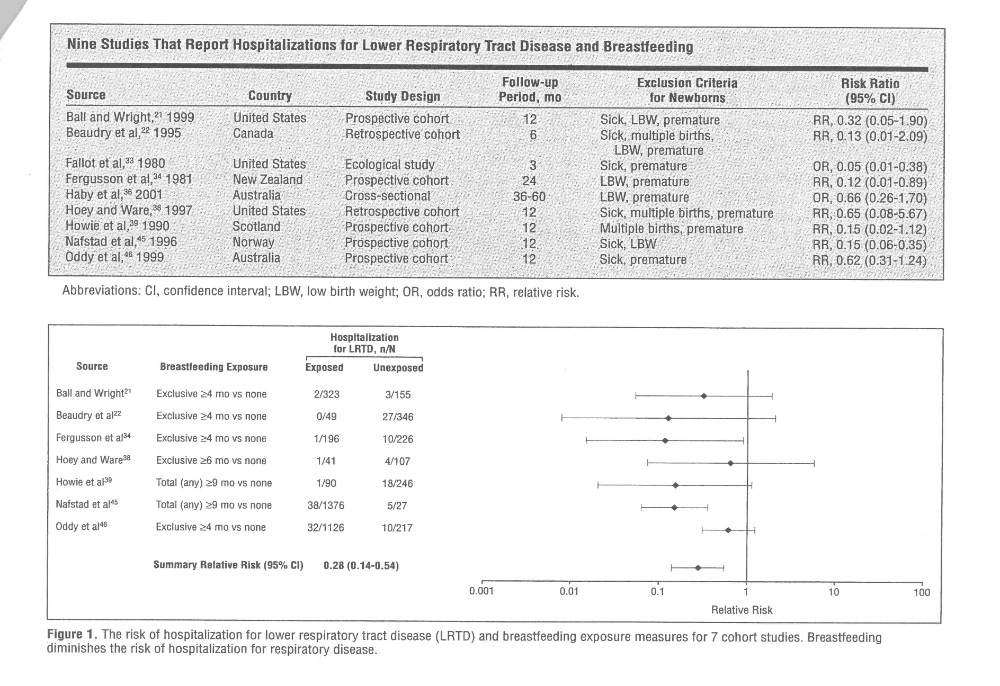 Nine Studies That Report Hospitalizations for Lower Respiratory Tract Disease and Breastfeeding
Source Country Study Design Follow-up Period, mo Exclusion Criteria for Newborns Risk Ratio (95% CI)
Ball and Wright,21 1999 United States Prospective cohort 12 Sick, LBW, premature RR, 0.32 (0.05-1.90)
Beaudry et al,22 1995 Canada Retrospective cohort 6 Sick, multiple births, RR, 0.13 (0.01-2.09)
LBW, premature
Fallot et al,33 1980 United States Ecological study 3 Sick, premature OR, 0.05 (0.01-0.38)
Fergusson et al,34 1981 New Zealand Prospective cohort 24 LBW, premature RR, 0.12 (0.01-0.89)
Haby et al,36 2001 Australia Cross-sectional 36-60 LBW, premature OR, 0.66 (0.26-1.70)
Hoey and Ware,38 1997 United States Retrospective cohort 12 Sick, multiple births, premature RR, 0.65 (0.08-5.67)
Howie et al,39 1990 Scotland Prospective cohort 12 Multiple births, premature RR, 0.15 (0.02-1.12)
Nafstad et al,45 1996 Norway Prospective cohort 12 Sick, LBW RR, 0.15 (0.06-0.35)
Oddy et al,46 1999 Australia Prospective cohort 12 Sick, premature RR, 0.62 (0.31-1.24)
Abbreviations: CI, confidence interval; LBW, low birth weight; OR, odds ratio; RR, relative risk.
Hospitalization
for LRTD, n/N
Source Breastfeeding Exposure Exposed Unexposed
Ball and Wright21 Exclusive ≥4 mo vs none 2/323 3/155
Beaudry et al22 Exclusive ≥4 mo vs none 0/49 27/346
Fergusson et al34 Exclusive ≥4 mo vs none 1/196 10/226
Hoey and Ware38 Exclusive ≥6 mo vs none 1/41 4/107
Howie et al39 Total (any) ≥9 mo vs none 1/90 18/246
Nafstad et al45 Total (any) ≥9 mo vs none 38/1376 5/27
Oddy et al46 Exclusive ≥4 mo vs none 32/1126 10/217
Summary Relative Risk (95% CI) 0.28 (0.14-0.54)
0.001 0.01 0.1 1 10 100
Relative Risk
Figure 1. The risk of hospitalization for lower respiratory tract disease (LRTD) and breastfeeding exposure measures for 7 cohort studies. Breastfeeding
diminishes the risk of hospitalization for respiratory disease.